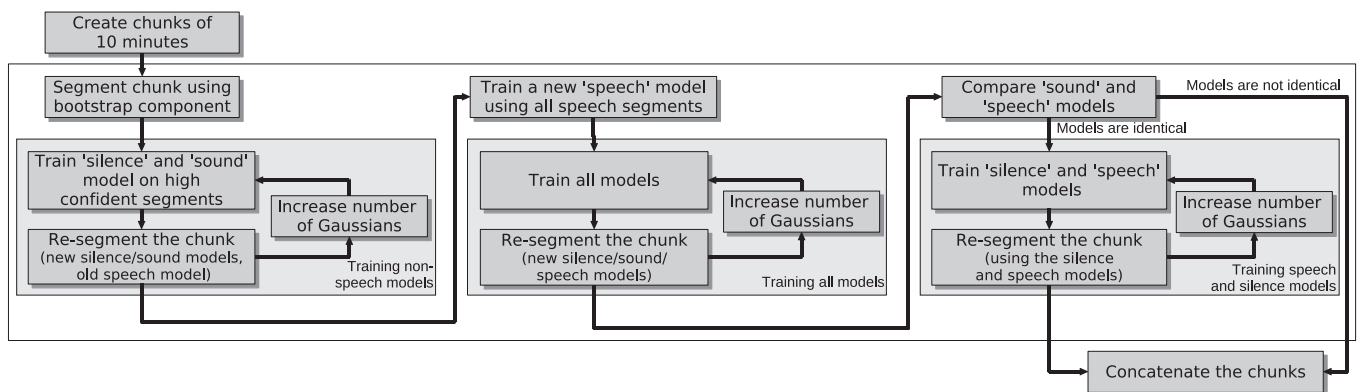 Create chunks of
10 minutes
Segment chunk using
bootstrap component
Train 'silence' and 'sound'
model on high
confident segments
Increase number
of Gaussians
Re-segment the chunk
(new silence/sound models,
old speech model)
Training non-
speech models
Train a new 'speech' model
using all speech segments
Train all models
Increase number
of Gaussians
Re-segment the chunk
(new silence/sound/
speech models)
Training all models
Compare 'sound' and
'speech' models
Models are not identical
Models are identical
Train 'silence' and 'speech'
models
Increase number
of Gaussians
Re-segment the chunk
(using the silence
and speech models)
Training speech
and silence models
Concatenate the chunks